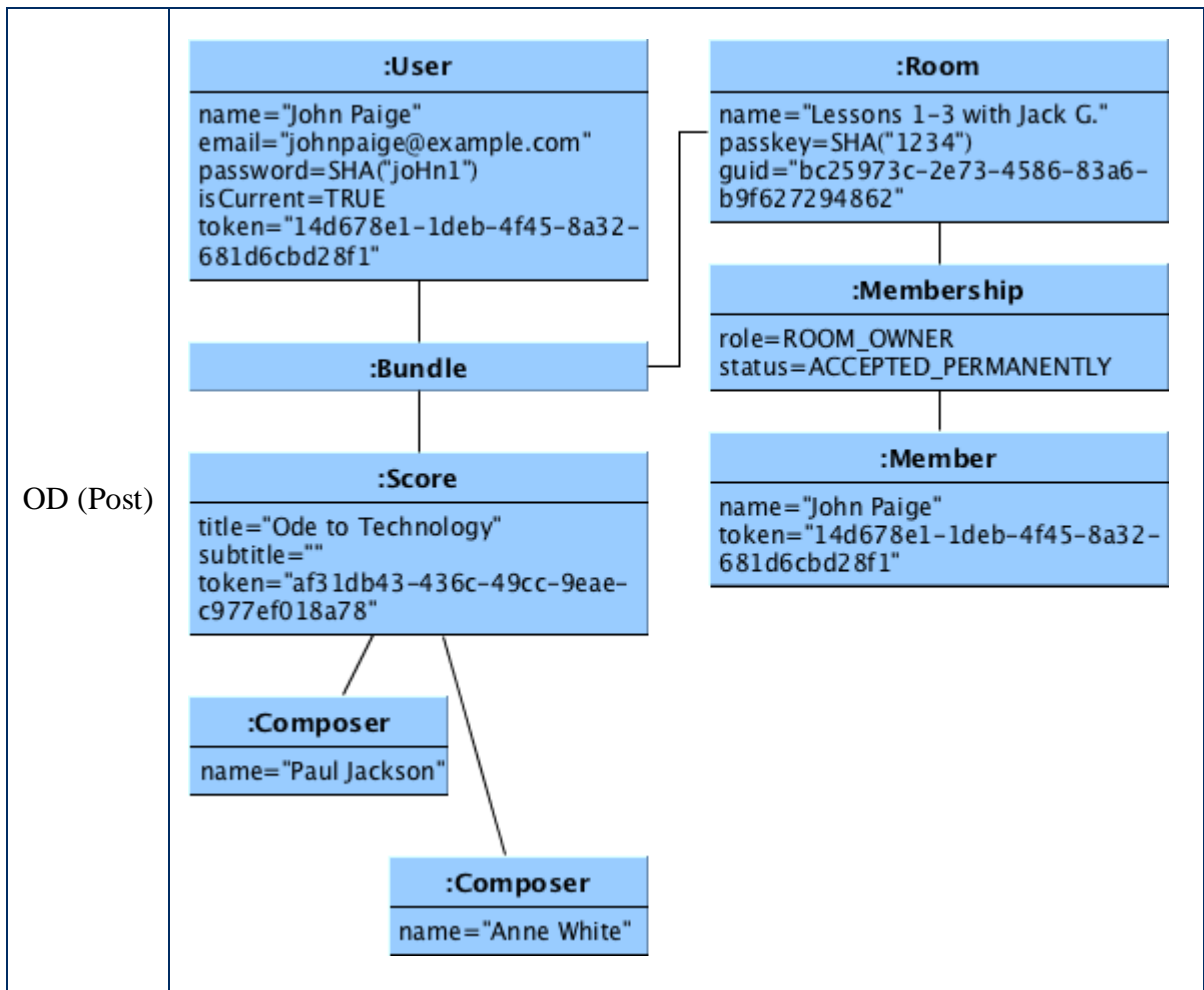 OD (Post)
:User
name="John Paige"
email="johnpaige@example.com"
password=SHA("joHn1")
isCurrent=TRUE
token="14d678e1-1deb-4f45-8a32-
681d6cbd28f1"
:Bundle
:Score
title="Ode to Technology"
subtitle=""
token="af31db43-436c-49cc-9eae-
c977ef018a78"
:Composer
name="Paul Jackson"
:Composer
name="Anne White"
:Room
name="Lessons 1-3 with Jack G."
passkey=SHA("1234")
guid="bc25973c-2e73-4586-83a6-
b9f627294862"
:Membership
role=ROOM_OWNER
status=ACCEPTED_PERMANENTLY
:Member
name="John Paige"
token="14d678e1-1deb-4f45-8a32-
681d6cbd28f1"